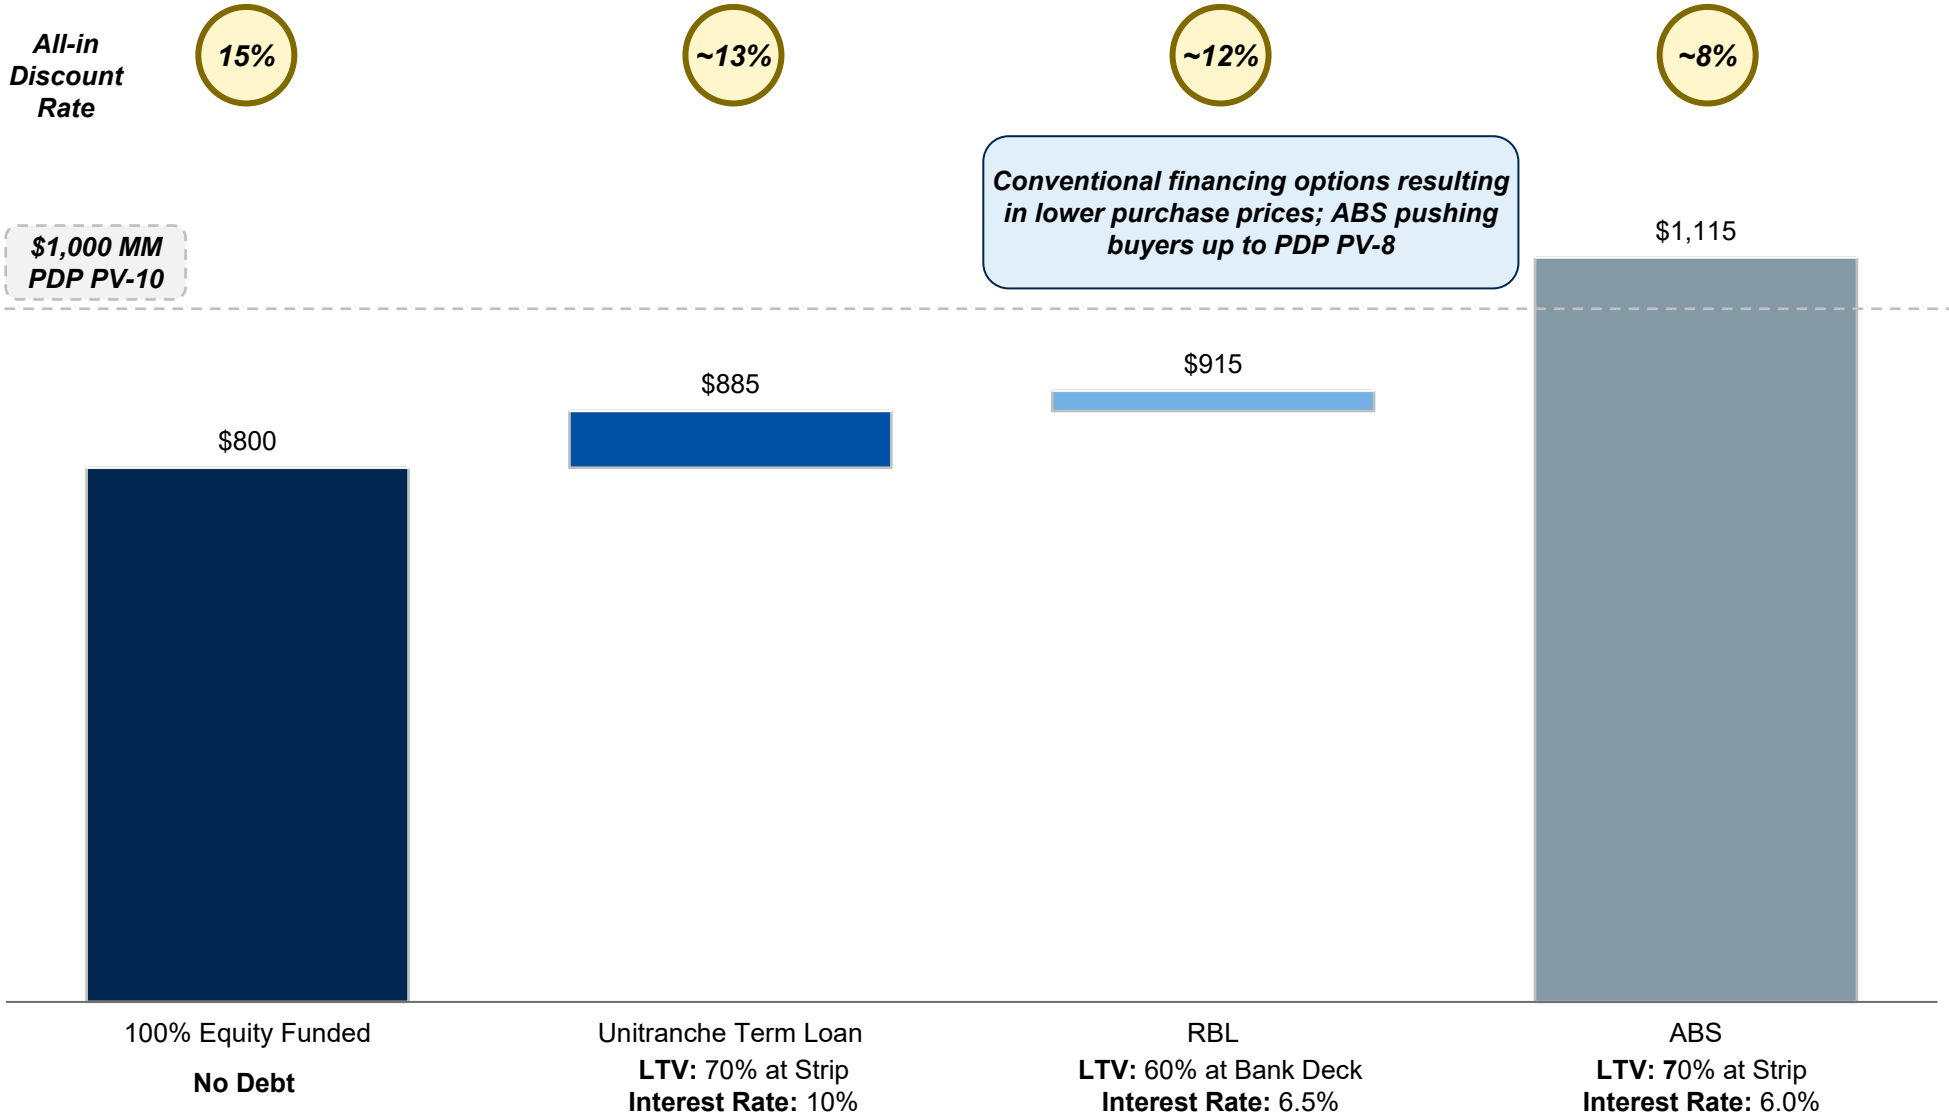 All-in
Discount
Rate
15%
~13%
~12%
~8%
Conventional financing options resulting
in lower purchase prices; ABS pushing
buyers up to PDP PV-8
$1,000 MM
PDP PV-10
$800
$885
$915
$1,115
100% Equity Funded
No Debt
Unitranche Term Loan
LTV: 70% at Strip
Interest Rate: 10%
RBL
LTV: 60% at Bank Deck
Interest Rate: 6.5%
ABS
LTV: 70% at Strip
Interest Rate: 6.0%